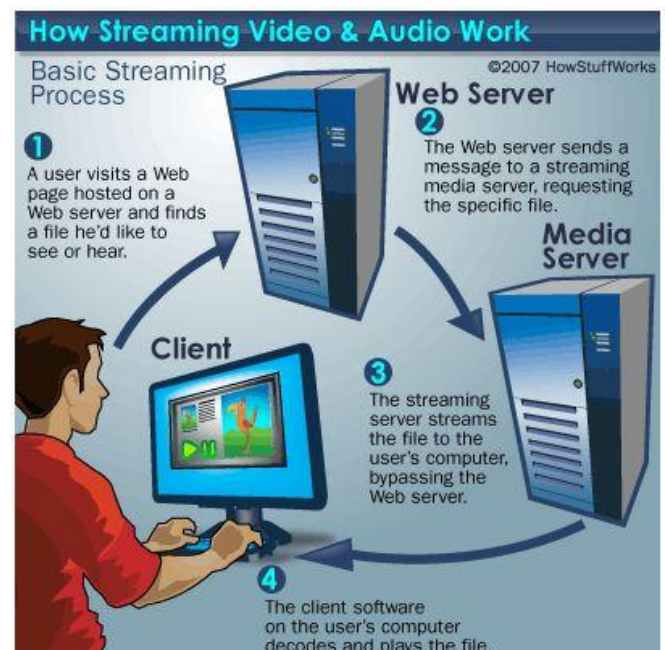 How Streaming Video & Audio Work
©2007 HowStuffWorks
Basic Streaming
Process
1
A user visits a Web
page hosted on a
Web server and finds
a file he'd like to
see or hear.
Web Server
2
The Web server sends a
message to a streaming
media server, requesting
the specific file.
Media
Server
Client
3
The streaming
server streams
the file to the
user's computer,
bypassing the
Web server.
4
The client software
on the user's computer
decodes and plays the file